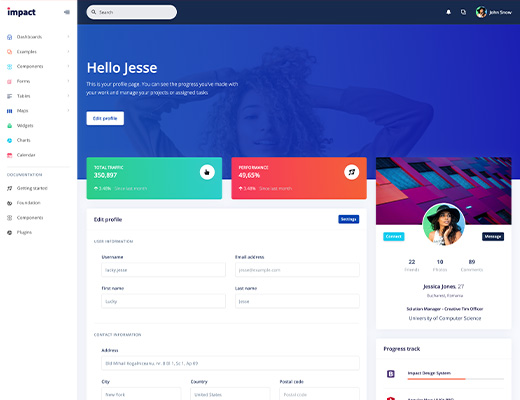 impact
Search
John Snow
Dashboards
Examples
Components
Forms
Tables
Maps
Widgets
Charts
Calendar
DOCUMENTATION
Getting started
Foundation
Components
Plugins
Hello Jesse
This is your profile page. You can see the progress you've made with
your work and manage your projects or assigned tasks
Edit profile
TOTAL TRAFFIC
350,897
3.48% Since last month
PERFORMANCE
49,65%
3.48% Since last month
Edit profile
Settings
USER INFORMATION
Username
lucky.jesse
Email address
jesse@example.com
First name
Lucky
Last name
Jesse
CONTACT INFORMATION
Address
Bld Mihail Kogalniceanu, nr. 8 Bl 1, Sc 1, Ap 09
City
New York
Country
United States
Postal code
Postal code
Connect
Message
22
Friends
10
Photos
89
Comments
Jessica Jones, 27
Bucharest, Romania
Solution Manager - Creative Tim Officer
University of Computer Science
Progress track
Impact Design System